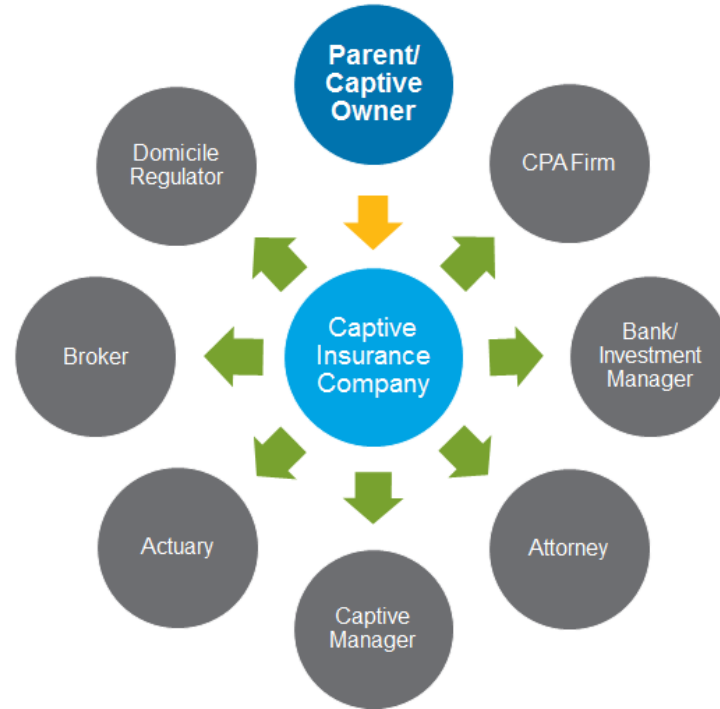 Parent/
Captive
Owner
Domicile
Regulator
CPA Firm
Captive
Insurance
Company
Broker
Bank/
Investment
Manager
Actuary
Attorney
Captive
Manager